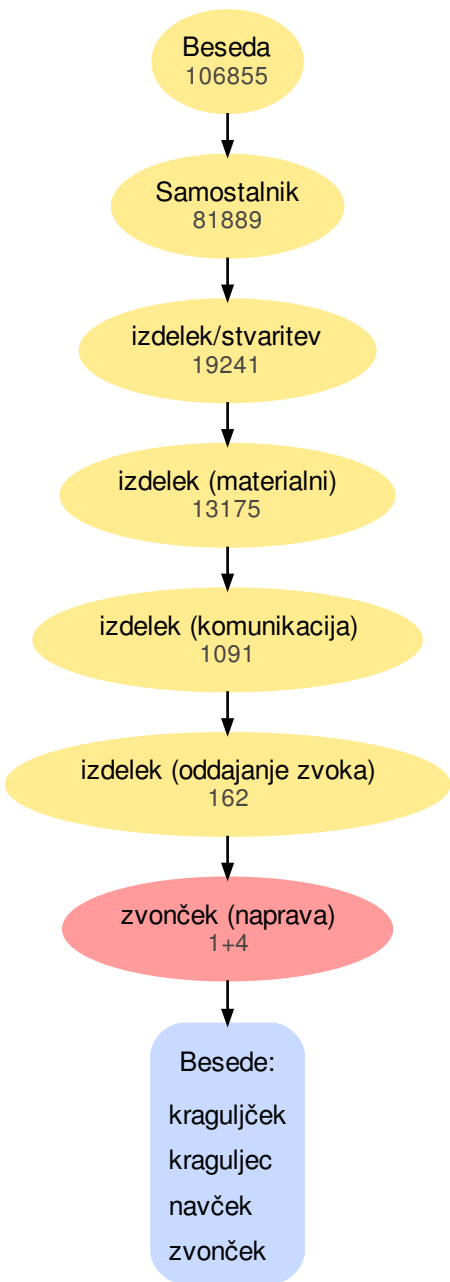 Beseda
106855
Samostalnik
81889
izdelek/stvaritev
19241
izdelek (materialni)
13175
izdelek (komunikacija)
1091
izdelek (oddajanje zvoka)
162
zvonček (naprava)
1+4
Besede:
kraguljček
kraguljec
navček
zvonček